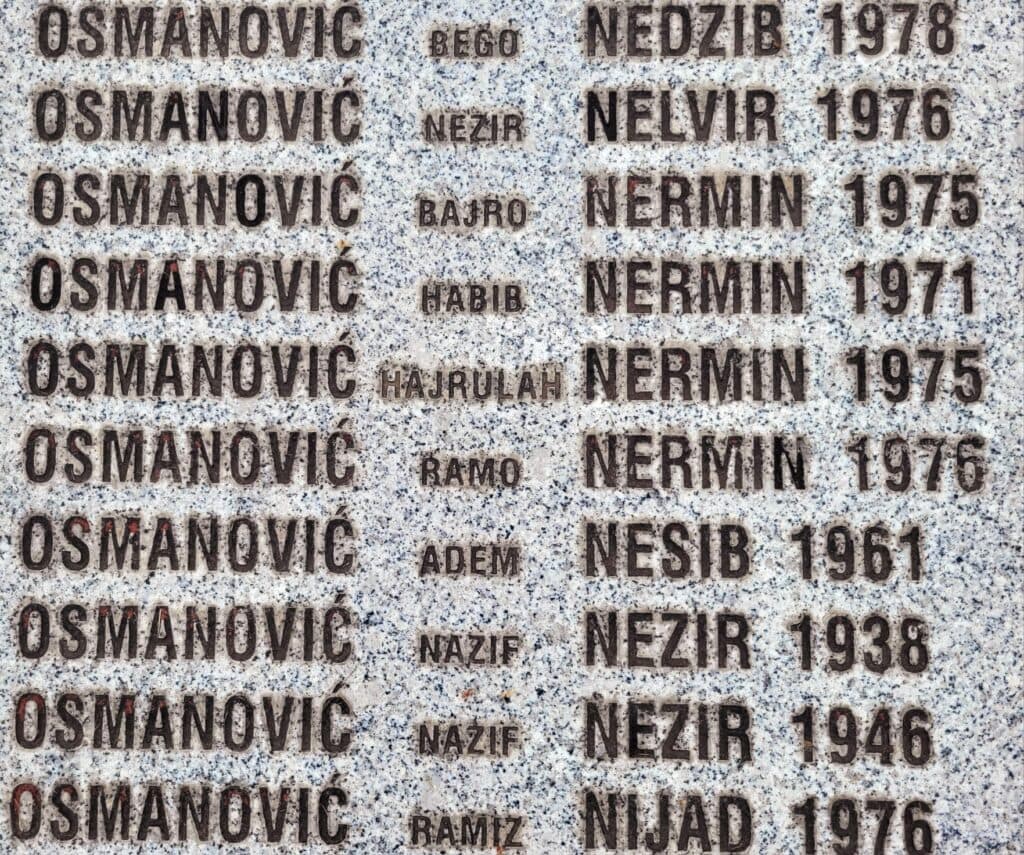 OSMANOVIĆ BEGO NEDZIB 1978
OSMANOVIĆ NEZIR NELVIR 1976
OSMANOVIĆ BAJRO NERMIN 1975
OSMANOVIĆ HABIB NERMIN 1971
OSMANOVIĆ HAJRULAH NERMIN 1975
OSMANOVIĆ RAMO NERMIN 1976
OSMANOVIĆ ADEM NESIB 1961
OSMANOVIĆ NAZIF NEZIR 1938
OSMANOVIĆ NAZIF NEZIR 1946
OSMANOVIĆ RAMIZ NIJAD 1976